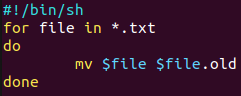 #!/bin/sh
for file in *.txt
do
        mv $file $file.old
done